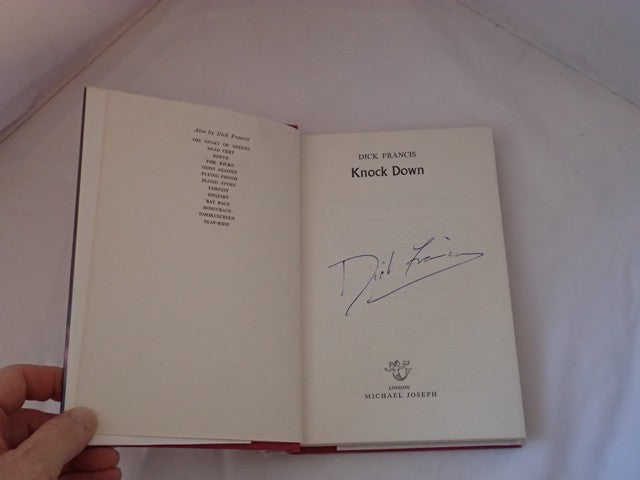 Also by Dick Francis
THE SPORT OF QUEENS
DEAD CERT
NERVE
FOR KICKS
ODDS AGAINST
FLYING FINISH
BLOOD SPORT
FORFEIT
ENQUIRY
RAT RACE
BONECRACK
SMOKESCREEN
SLAY-RIDE
DICK FRANCIS
Knock Down
Dick Francis
LONDON
MICHAEL JOSEPH